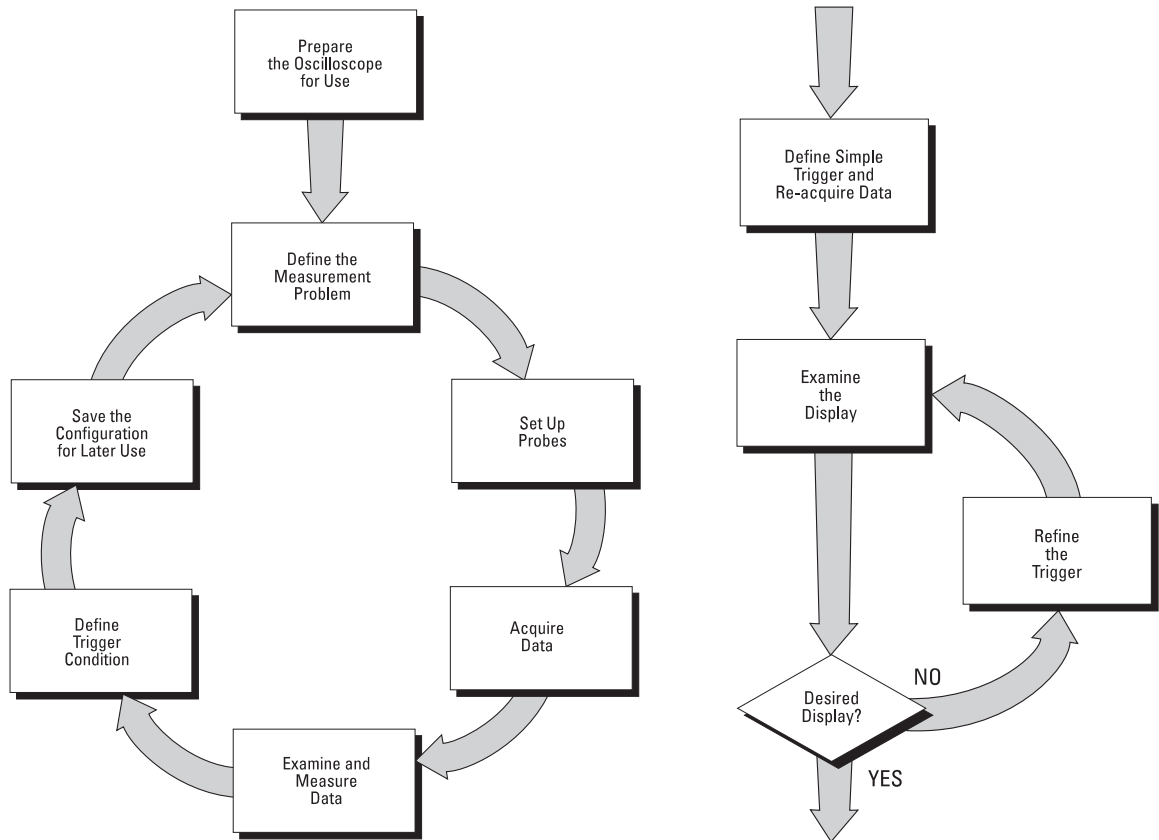 Prepare
the Oscilloscope
for Use
Define the
Measurement
Problem
Set Up
Probes
Acquire
Data
Examine and
Measure
Data
Define
Trigger
Condition
Save the
Configuration
for Later Use
Define Simple
Trigger and
Re-acquire Data
Examine
the
Display
Refine
the
Trigger
Desired
Display?
NO
YES